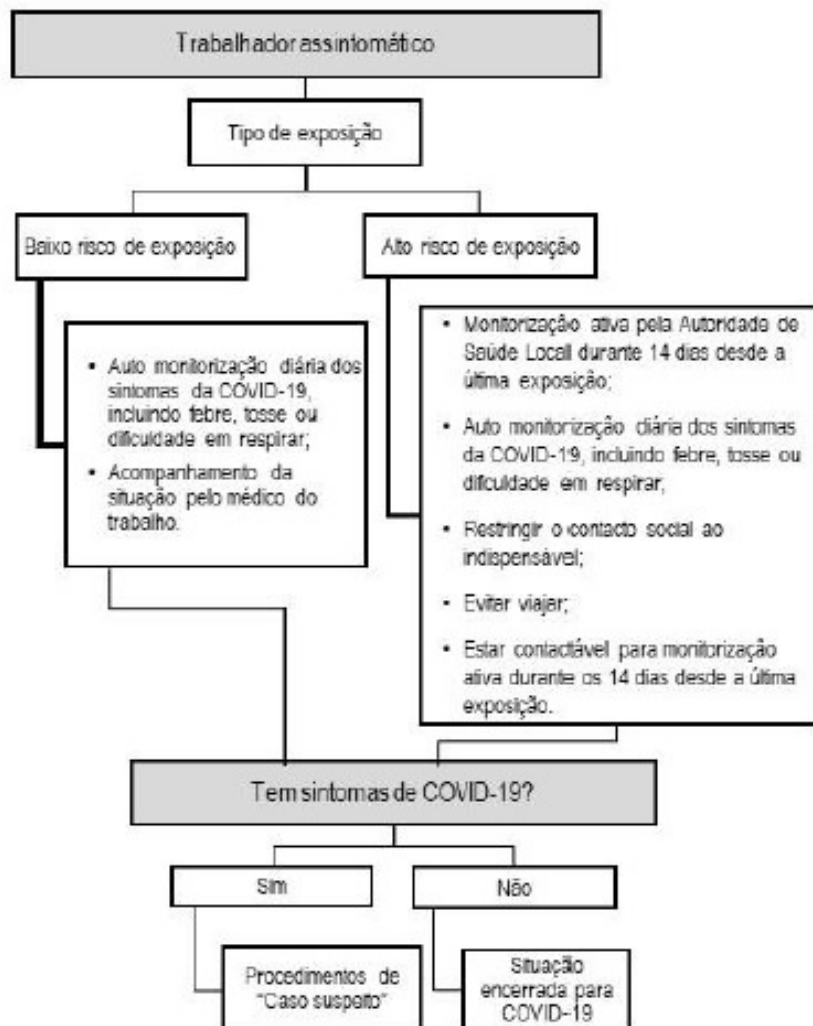 Trabalhador assintomático
Tipo de exposição
Baixo risco de exposição
Alto risco de exposição
• Auto monitorização diária dos
sintomas da COVID-19,
incluindo febre, tosse ou
dificuldade em respirar;
• Acompanhamento da
situação pelo médico do
trabalho.
• Monitorização ativa pela Autoridade de
Saúde Locall durante 14 dias desde a
última exposição;
• Auto monitorização diária dos sintomas
da COVID-19, incluindo febre, tosse ou
dificuldade em respirar;
• Restringir o contacto social ao
indispensável;
• Evitar viajar;
• Estar contactável para monitorização
ativa durante os 14 dias desde a última
exposição.
Tem sintomas de COVID-19?
Sim
Não
Procedimentos de
"Caso suspeito"
Situação
encerrada para
COVID-19